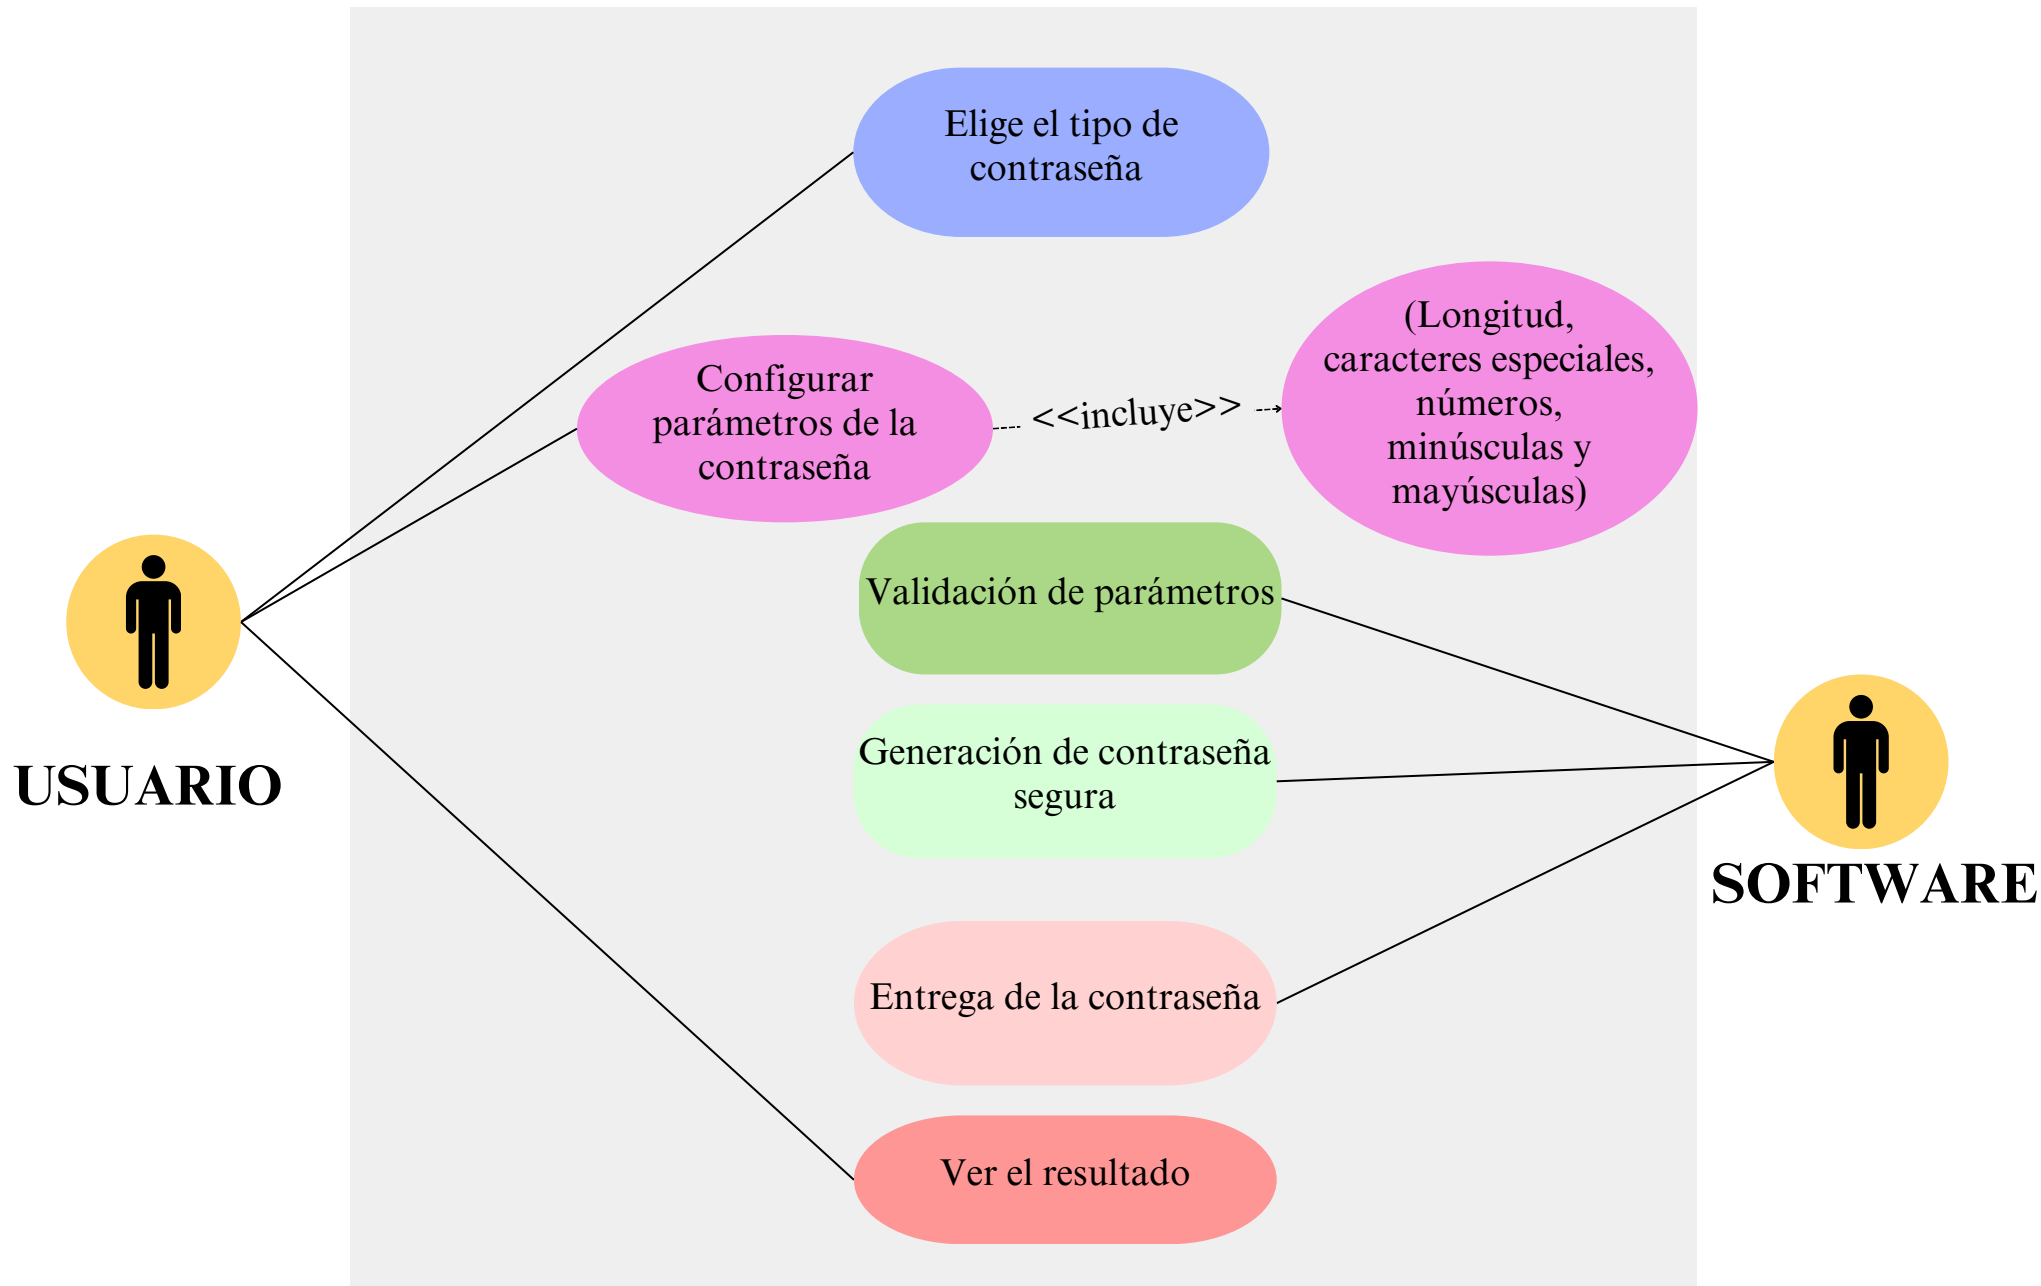 Elige el tipo de
contraseña
Configurar
parámetros de la
contraseña
<<incluye>>
(Longitud,
caracteres especiales,
números,
minúsculas y
mayúsculas)
Validación de parámetros
Generación de contraseña
segura
Entrega de la contraseña
Ver el resultado
USUARIO
SOFTWARE